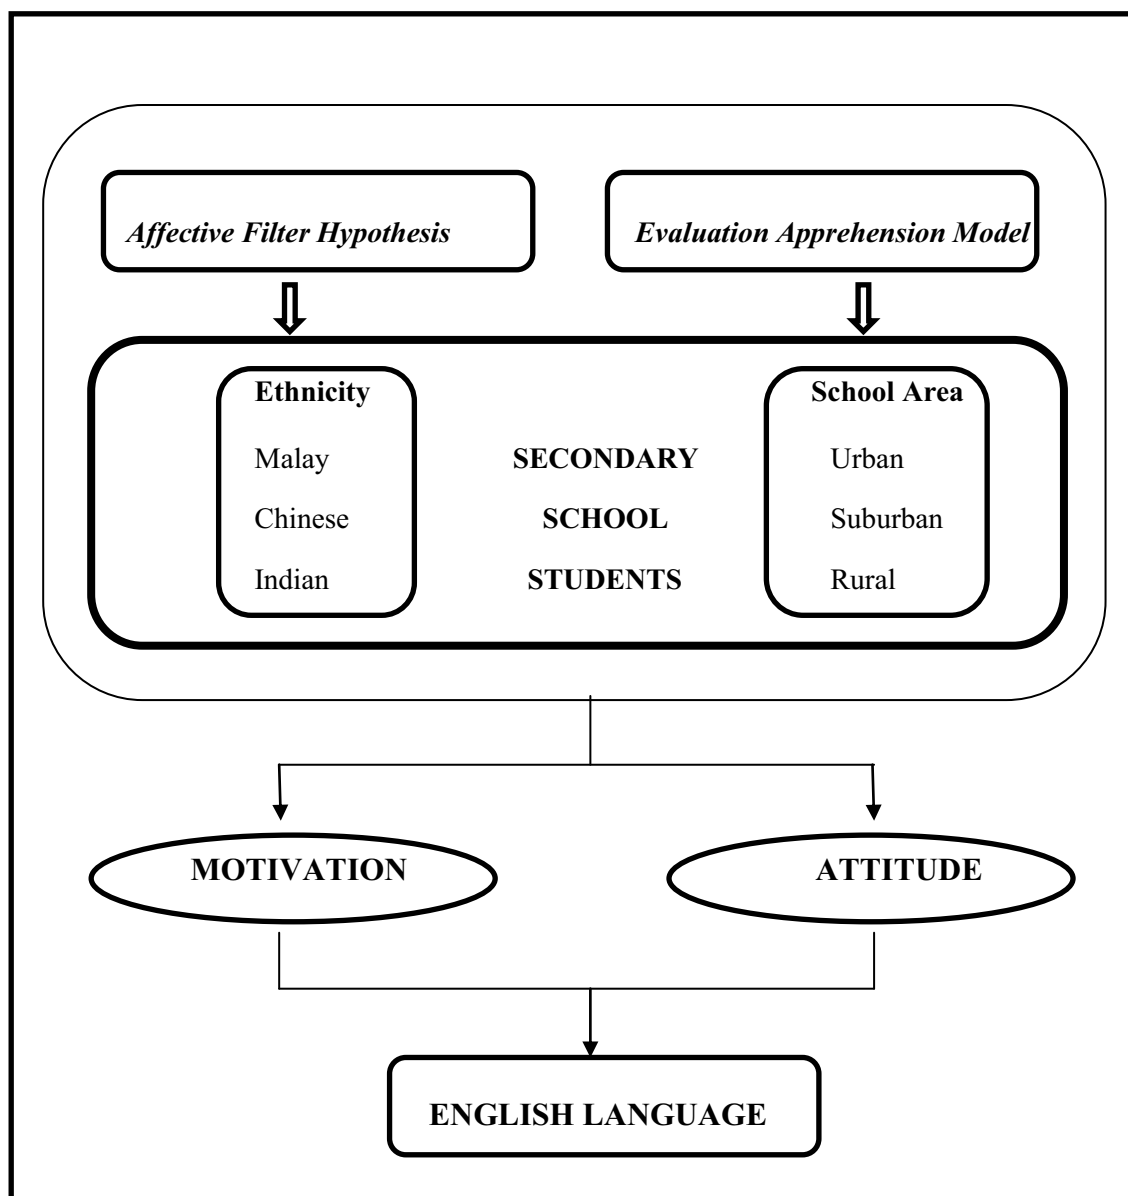 Affective Filter Hypothesis
Evaluation Apprehension Model
Ethnicity
Malay
Chinese
Indian
SECONDARY
SCHOOL
STUDENTS
School Area
Urban
Suburban
Rural
MOTIVATION
ATTITUDE
ENGLISH LANGUAGE